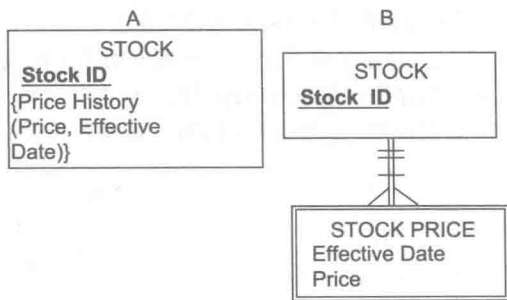 A
STOCK
Stock ID
{Price History
(Price, Effective
Date)}
B
STOCK
Stock ID
STOCK PRICE
Effective Date
Price